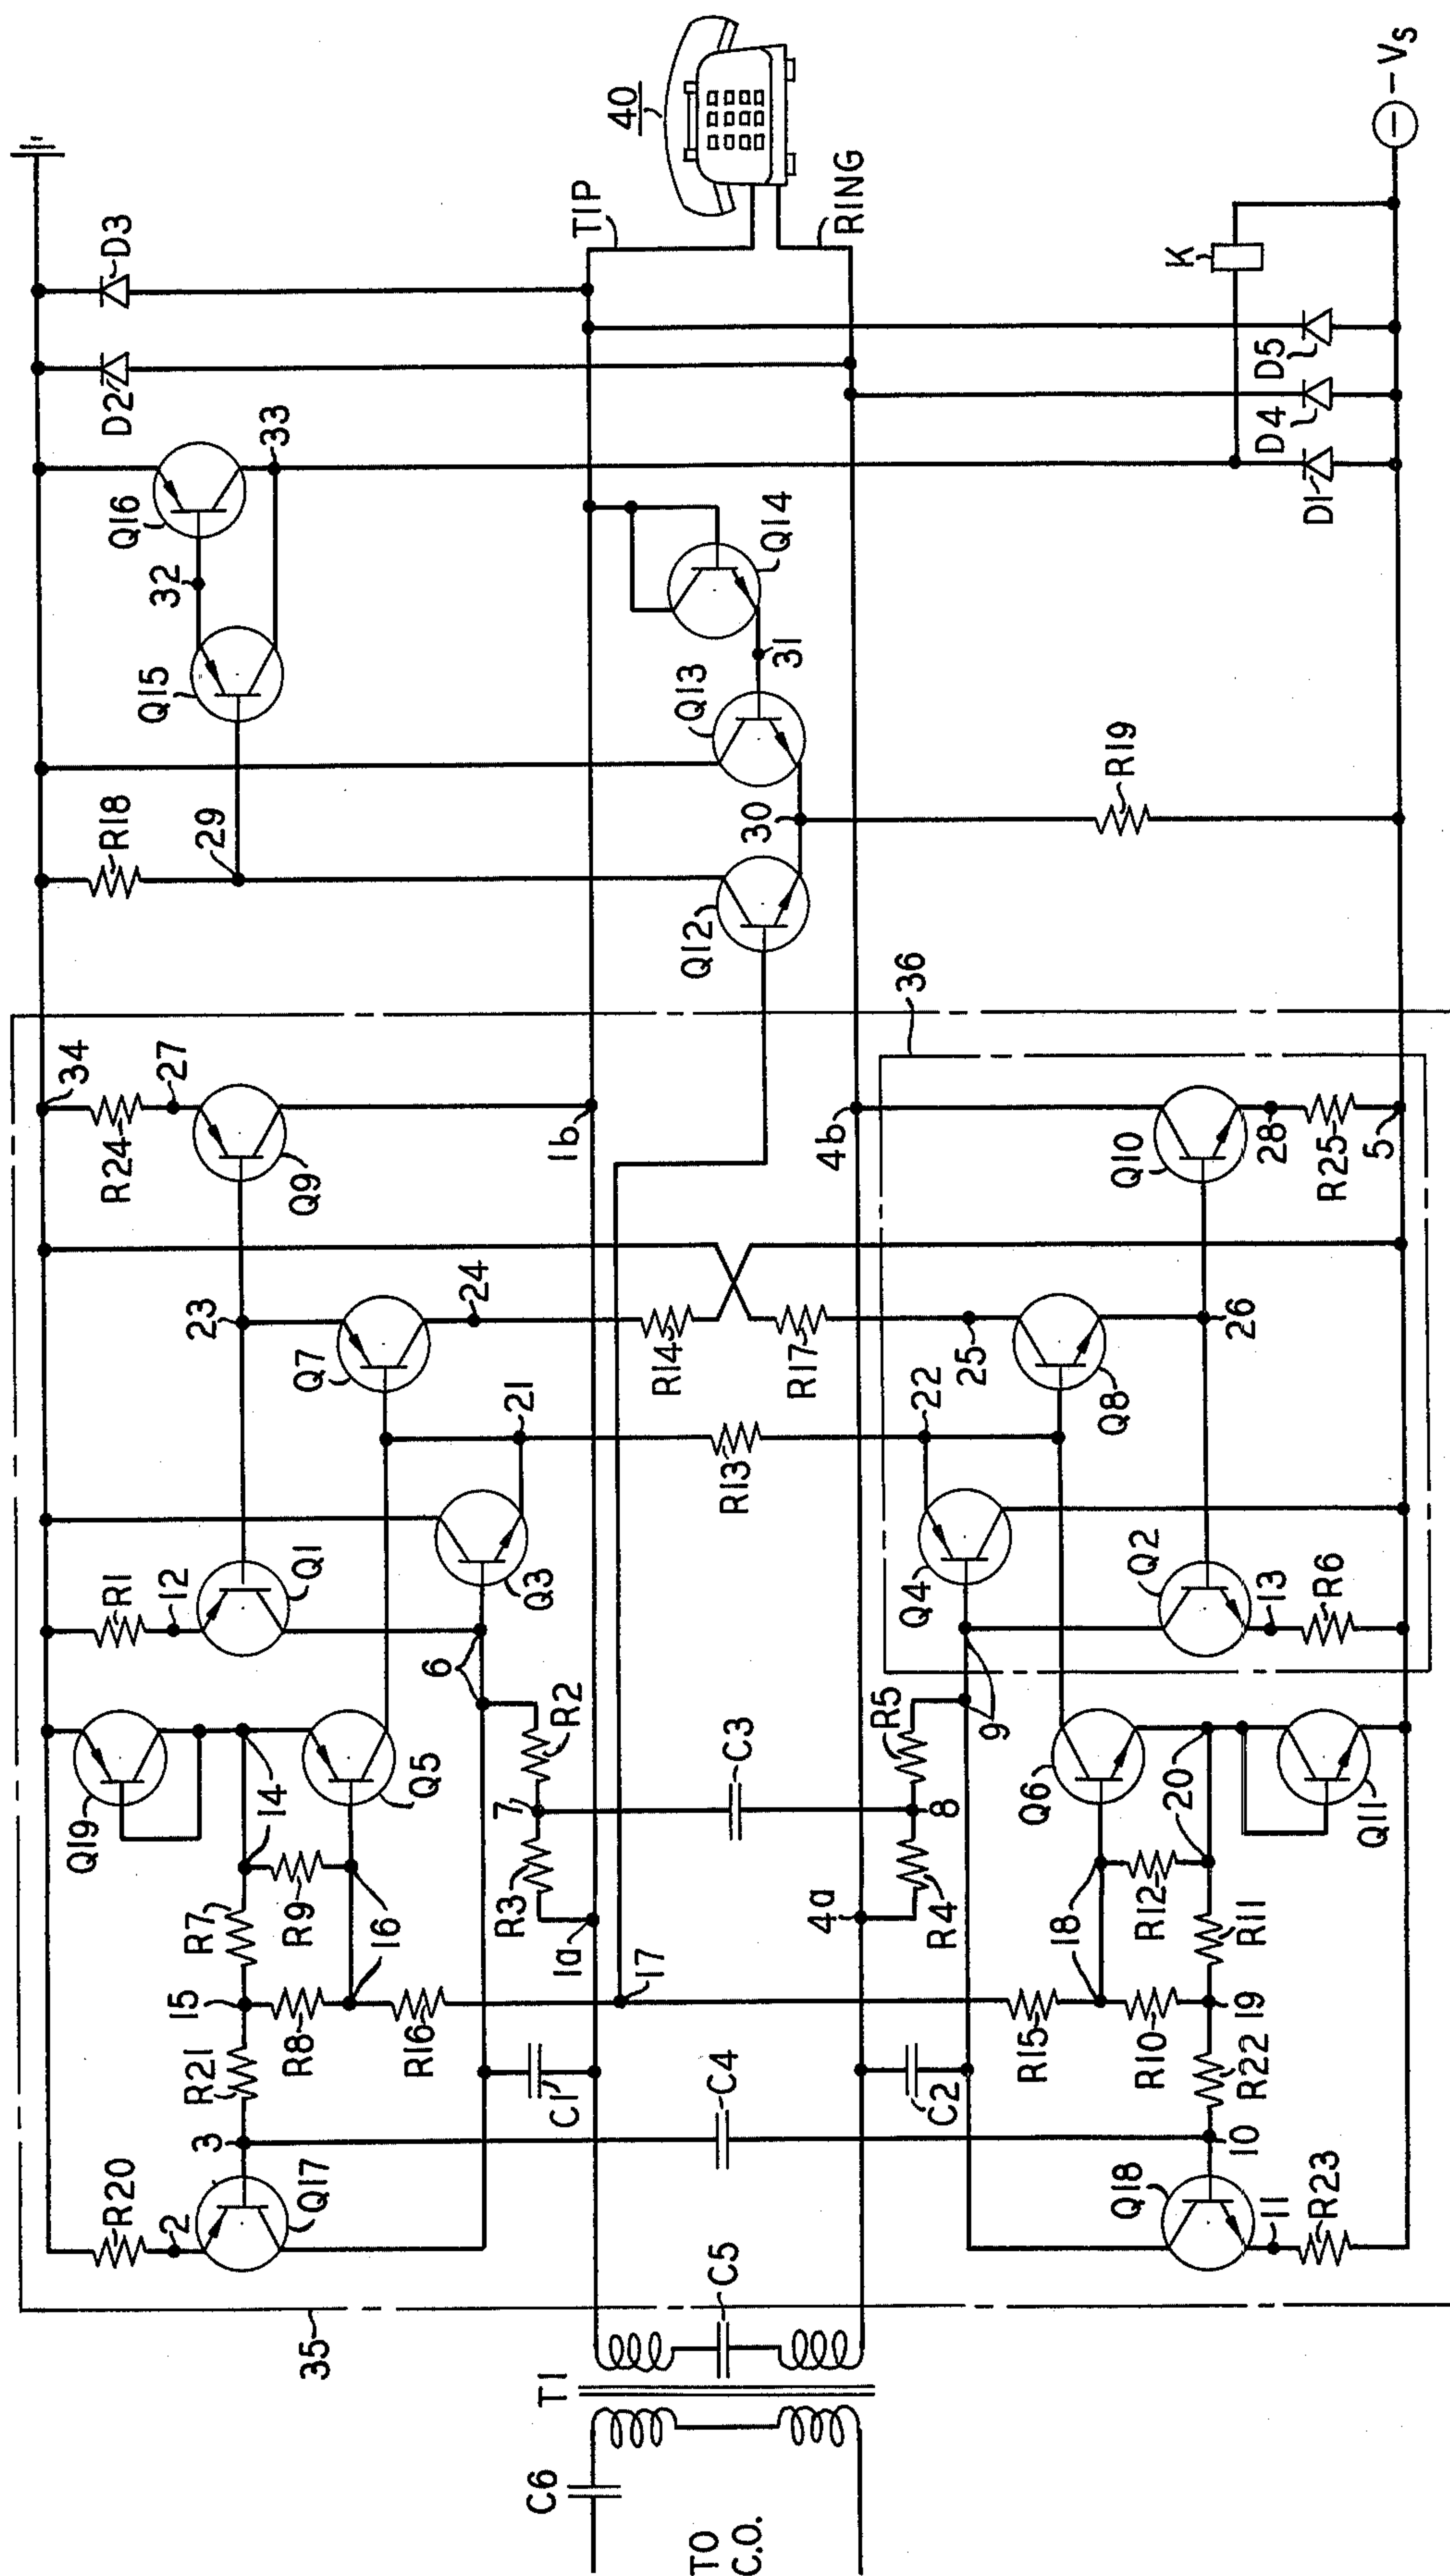 D3
- VS
D2
40
TIP
RING
K
D5
D4
D1
33
Q16
32
Q14
31
Q15
Q13
R19
R18
29
30
Q12
36
34
27
R24
1b
4b
Q10
28
R25
5
Q9
23
24
Q7
R14
R17
25
26
21
22
Q8
R13
R1
12
Q1
Q3
Q4
Q2
13
R6
6
R2
R5
9
C3
Q19
14
Q5
7
8
Q6
20
Q11
R7
R9
16
R3
1a
4a
R4
18
R12
R11
15
R8
R16
17
R15
R10
19
R21
C1
C4
C2
R22
3
10
R20
2
Q17
Q18
11
R23
35
C5
T1
C6
TO
C.O.